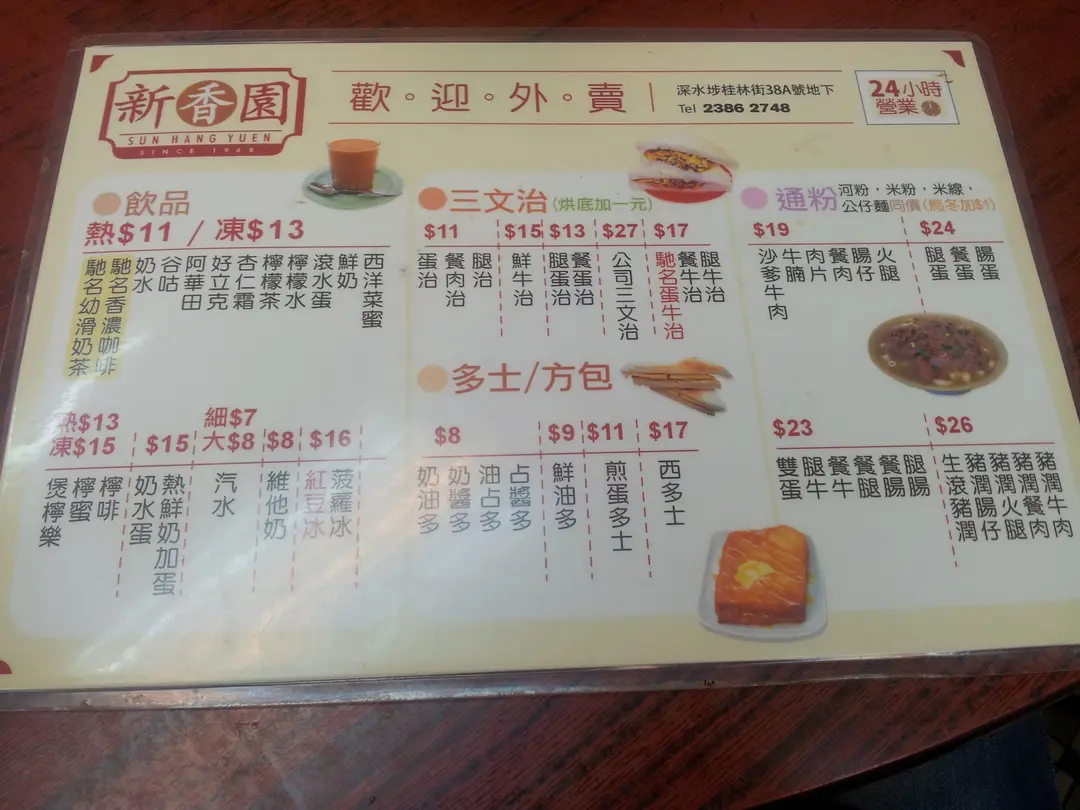 新香園
SUN HANG YUEN
SINCE 1968
歡。迎。外。賣
深水埗桂林街38A號地下
Tel 2386 2748
24小時
營業
飲品
熱$11 / 凍$13
馳名幼滑奶茶
馳名香濃咖啡
奶水
谷咕
阿華田
好立克
杏仁霜
檸檬茶
檸檬水
滾水蛋
鮮奶
西洋菜蜜
熱$13
凍$15
煲檸樂
檸蜜
檸啡
$15
奶水蛋
熱鮮奶加蛋
細$7
大$8
汽水
$8
維他奶
$16
紅豆冰
菠蘿冰
三文治(烘底加一元)
$11
蛋治
餐肉治
腿治
$15
鮮牛治
$13
腿蛋治
餐蛋治
$27
公司三文治
$17
馳名蛋牛治
餐牛治
腿牛治
多士/方包
$8
奶油多
奶醬多
油占多
占醬多
$9
鮮油多
$11
煎蛋多士
$17
西多士
通粉
河粉，米粉，米線，
公仔麵同價(烏冬加$1)
$19
沙爹牛肉
牛腩
肉片
餐肉
腸仔
火腿
$24
腿蛋
餐蛋
腸蛋
$23
雙蛋
腿牛
餐牛
餐腿
餐腸
腿腸
$26
生滾豬潤
豬潤腸仔
豬潤火腿
豬潤餐肉
豬潤牛肉